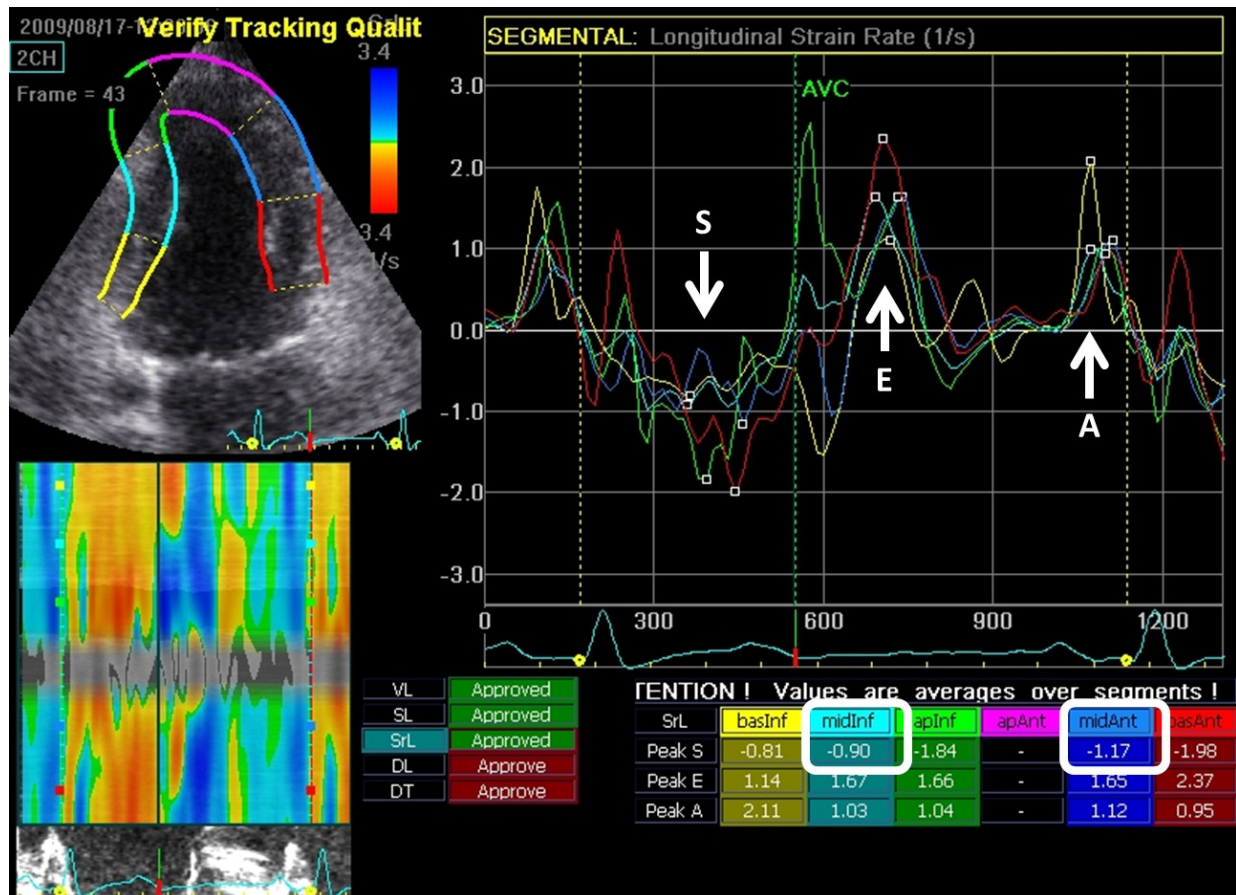 2009/08/17-1
Verify Tracking Qualit
2CH
Frame = 43
3.4
3.4
/s
SEGMENTAL: Longitudinal Strain Rate (1/s)
AVC
3.0
2.0
1.0
0.0
-1.0
-2.0
-3.0
S
E
A
0 300 600 900 1200
VL Approved
SL Approved
SrL Approved
DL Approve
DT Approve
TENTION ! Values are averages over segments !
SrL basInf midInf apInf apAnt midAnt basAnt
Peak S -0.81 -0.90 -1.84 - -1.17 -1.98
Peak E 1.14 1.67 1.66 - 1.65 2.37
Peak A 2.11 1.03 1.04 - 1.12 0.95